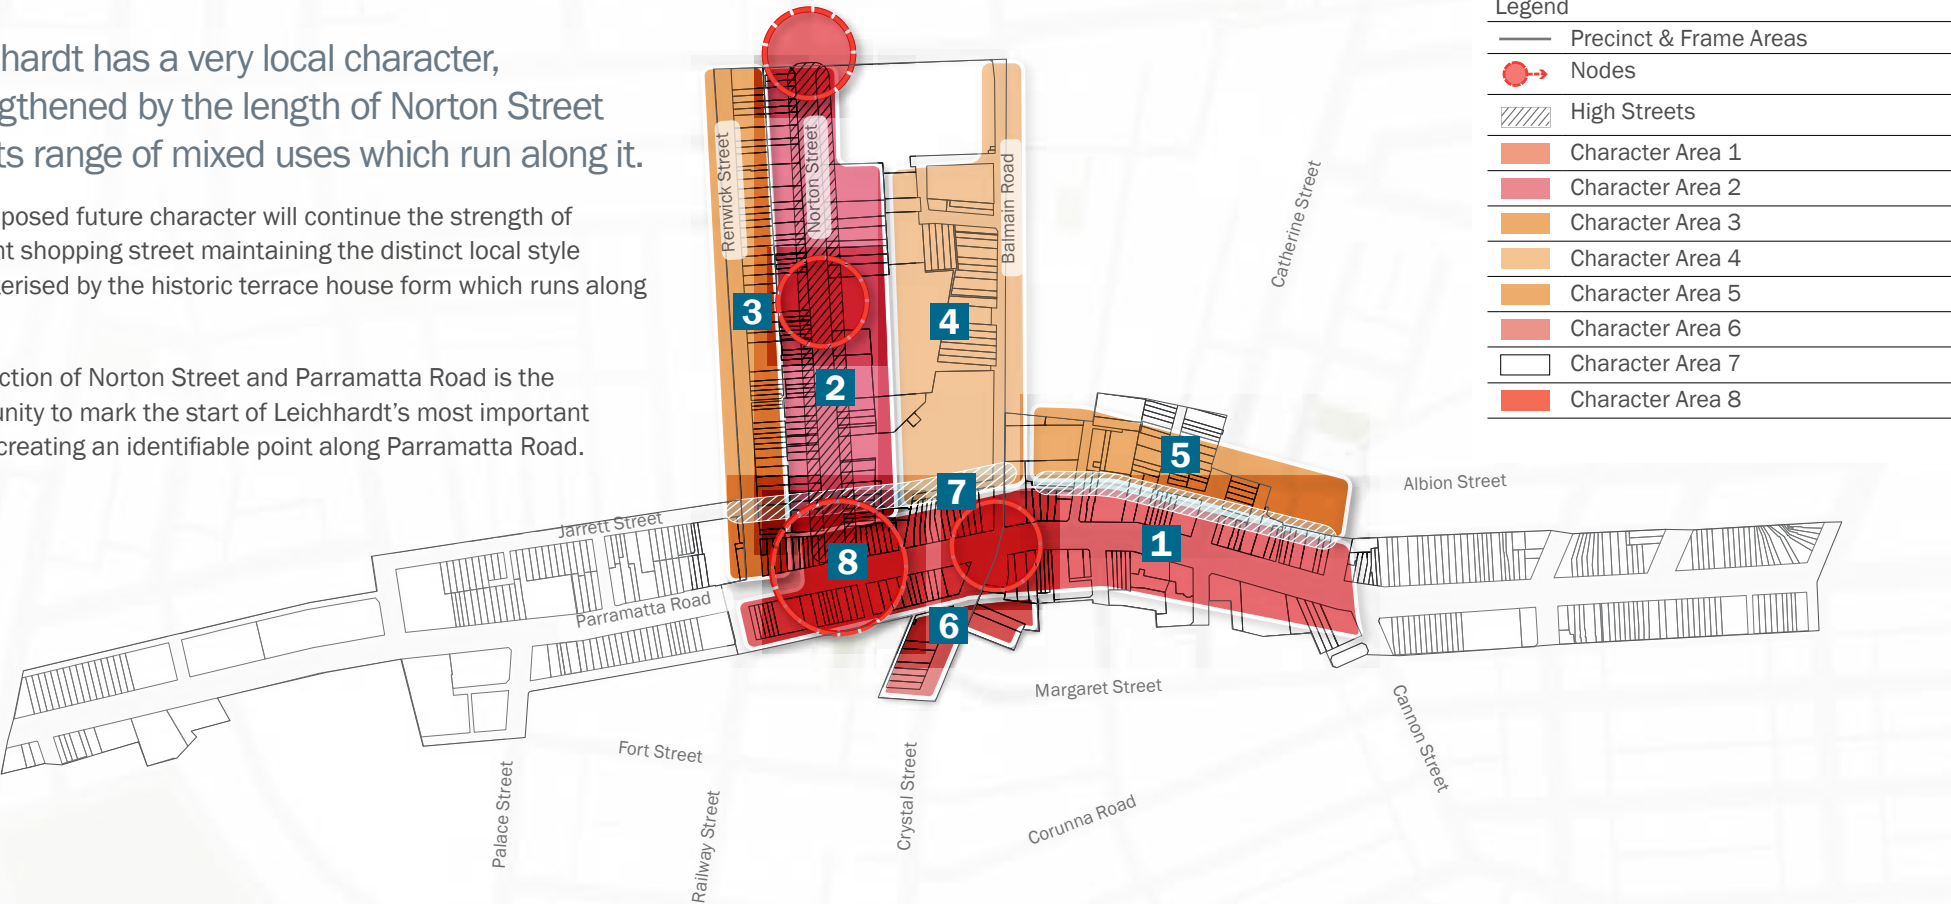 hardt has a very local character,
gthened by the length of Norton Street
ts range of mixed uses which run along it.
posed future character will continue the strength of
nt shopping street maintaining the distinct local style
erised by the historic terrace house form which runs along
ction of Norton Street and Parramatta Road is the
unity to mark the start of Leichhardt's most important
creating an identifiable point along Parramatta Road.
Legend
Precinct & Frame Areas
Nodes
High Streets
Character Area 1
Character Area 2
Character Area 3
Character Area 4
Character Area 5
Character Area 6
Character Area 7
Character Area 8
Renwick Street
Norton Street
Balmain Road
Catherine Street
3
4
2
5
7
Albion Street
Jarrett Street
8
1
Parramatta Road
6
Margaret Street
Cannon Street
Fort Street
Palace Street
Railway Street
Crystal Street
Corunna Road